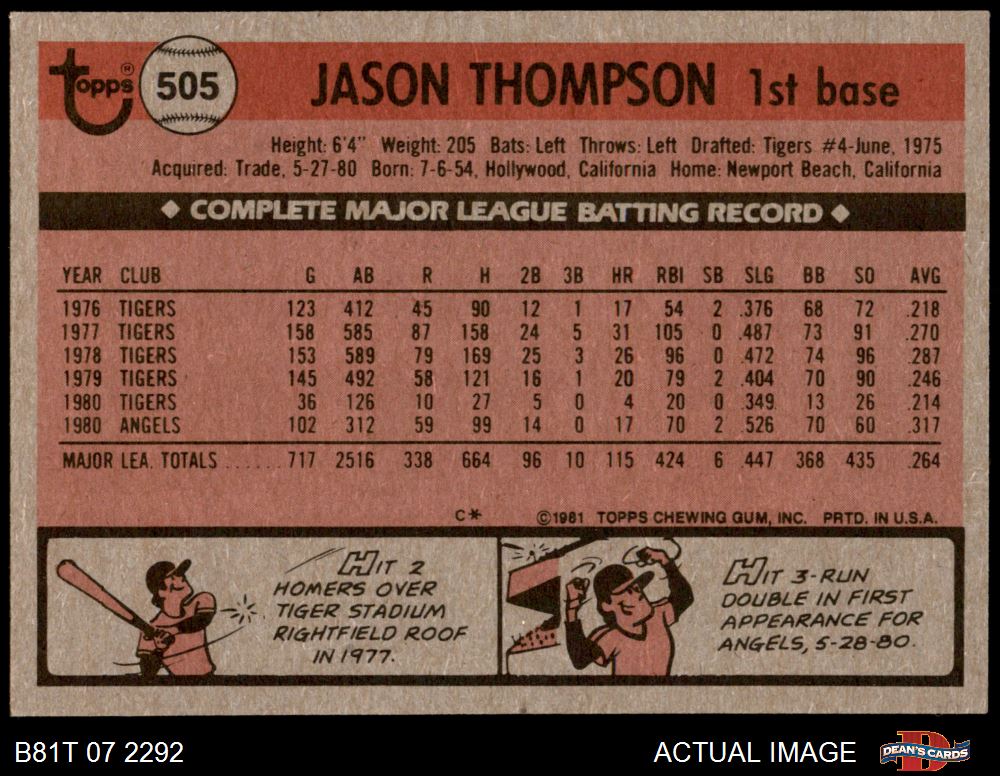 topps® 505 JASON THOMPSON 1st base
Height: 6'4" Weight: 205 Bats: Left Throws: Left Drafted: Tigers #4-June, 1975
Acquired: Trade, 5-27-80 Born: 7-6-54, Hollywood, California Home: Newport Beach, California
◆ COMPLETE MAJOR LEAGUE BATTING RECORD ◆
YEAR CLUB G AB R H 2B 3B HR RBI SB SLG BB SO AVG
1976 TIGERS 123 412 45 90 12 1 17 54 2 .376 68 72 .218
1977 TIGERS 158 585 87 158 24 5 31 105 0 .487 73 91 .270
1978 TIGERS 153 589 79 169 25 3 26 96 0 .472 74 96 .287
1979 TIGERS 145 492 58 121 16 1 20 79 2 .404 70 90 .246
1980 TIGERS 36 126 10 27 5 0 4 20 0 .349 13 26 .214
1980 ANGELS 102 312 59 99 14 0 17 70 2 .526 70 60 .317
MAJOR LEA. TOTALS ...... 717 2516 338 664 96 10 115 424 6 .447 368 435 .264
C* ©1981 TOPPS CHEWING GUM, INC. PRTD. IN U.S.A.
HIT 2
HOMERS OVER
TIGER STADIUM
RIGHTFIELD ROOF
IN 1977.
HIT 3-RUN
DOUBLE IN FIRST
APPEARANCE FOR
ANGELS, 5-28-80.
B81T 07 2292 ACTUAL IMAGE DEAN'S CARDS